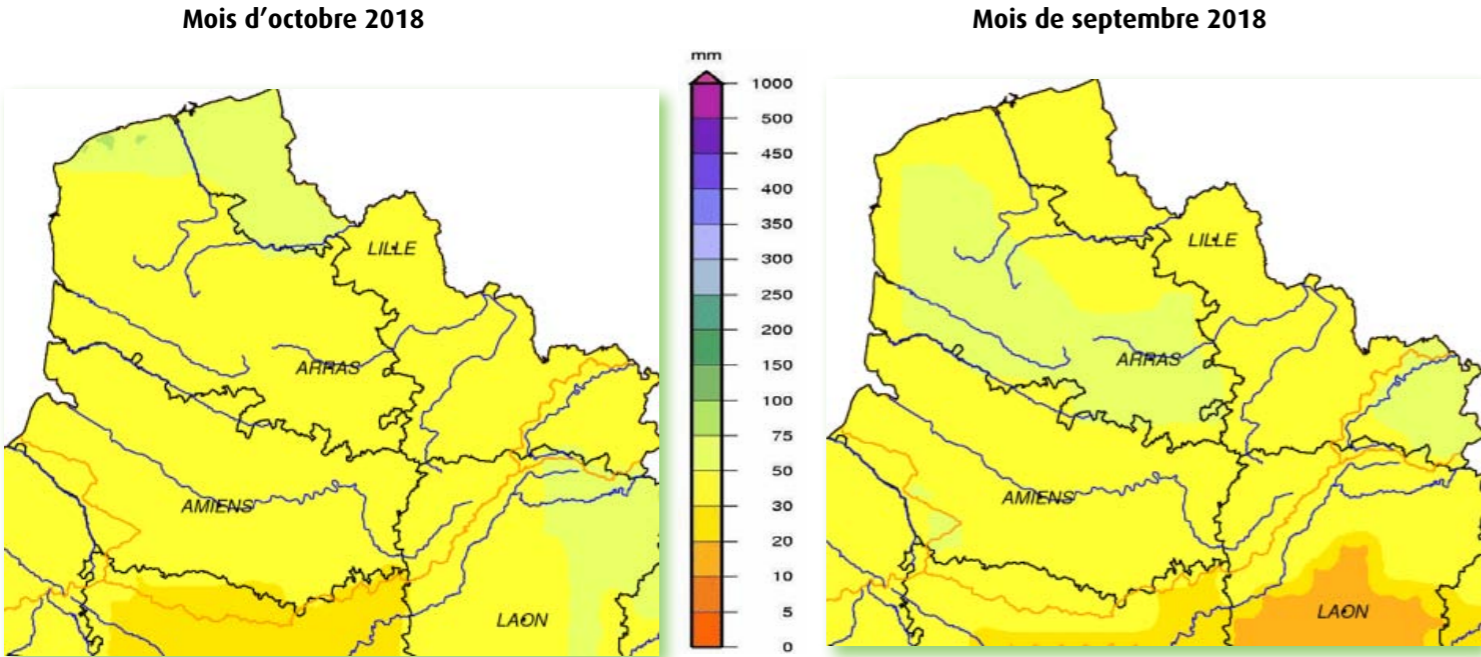 Mois d'octobre 2018
Mois de septembre 2018
mm
1000
500
450
400
350
300
250
200
150
100
75
50
30
20
10
5
0
LILLE
ARRAS
AMIENS
LAON
LILLE
ARRAS
AMIENS
LAON